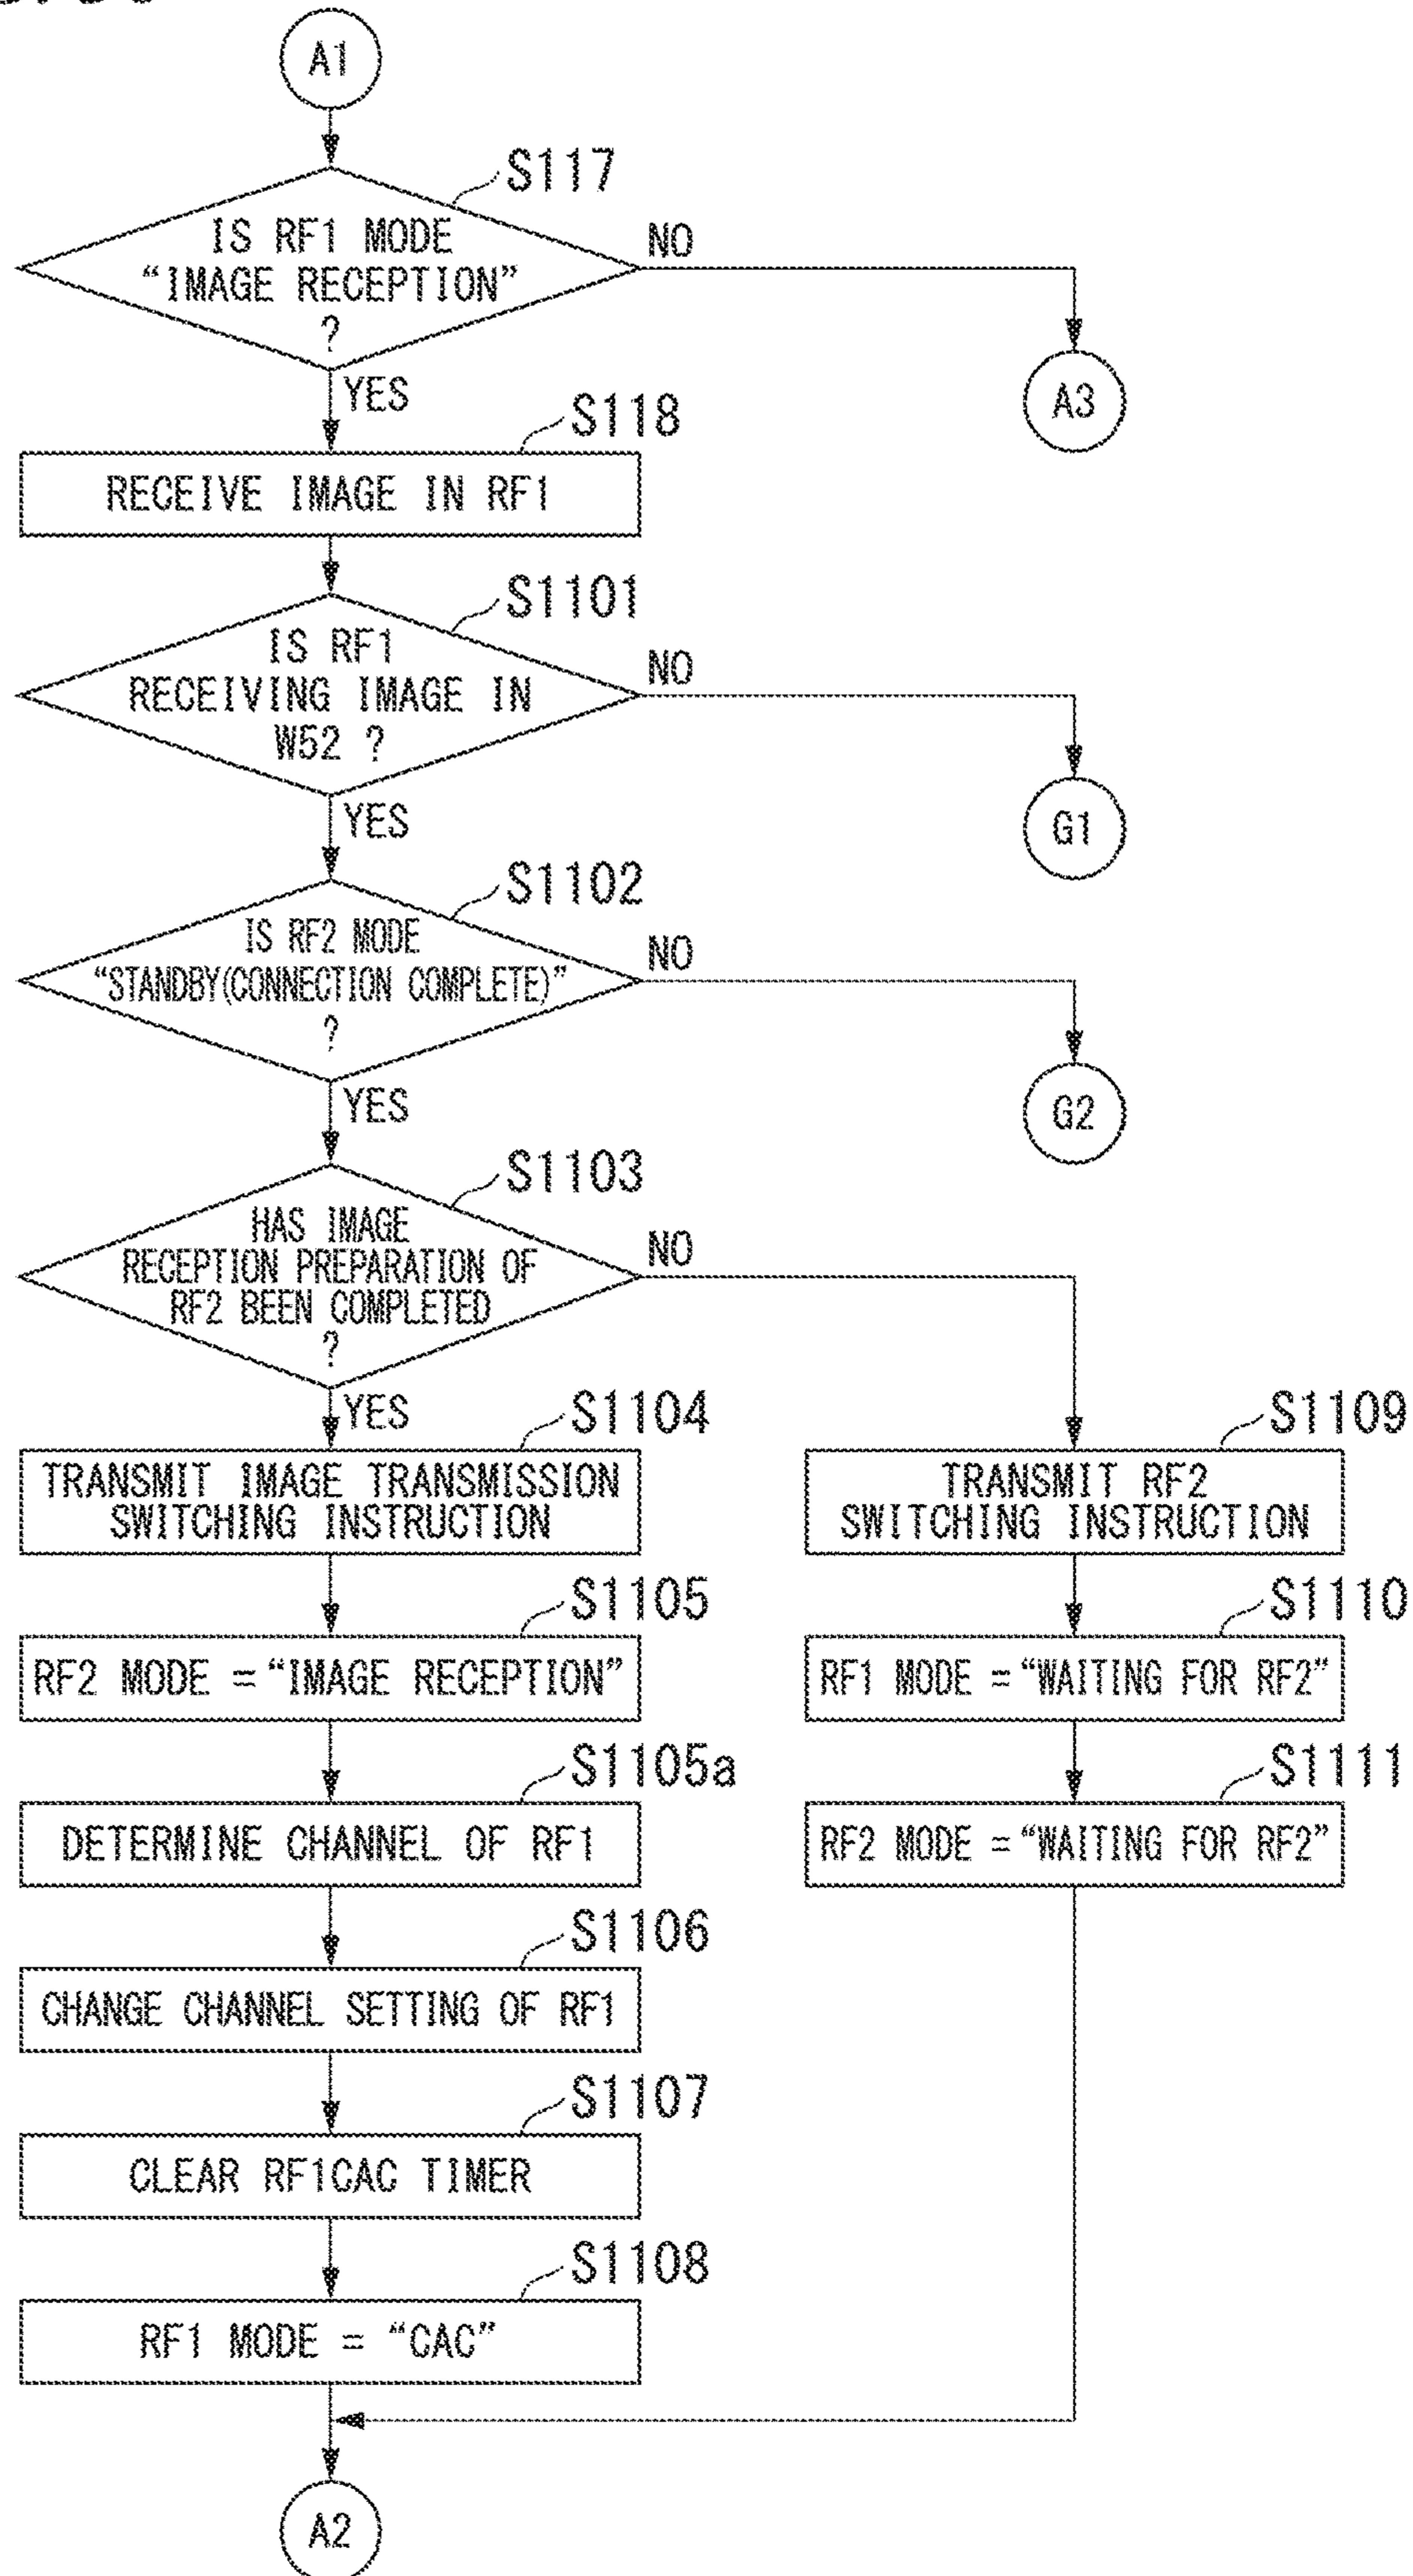 A1
S117
IS RF1 MODE
“IMAGE RECEPTION”
?
NO
YES
A3
S118
RECEIVE IMAGE IN RF1
S1101
IS RF1
RECEIVING IMAGE IN
W52 ?
NO
YES
G1
S1102
IS RF2 MODE
“STANDBY(CONNECTION COMPLETE)”
?
NO
YES
G2
S1103
HAS IMAGE
RECEPTION PREPARATION OF
RF2 BEEN COMPLETED
?
NO
YES
S1104
TRANSMIT IMAGE TRANSMISSION
SWITCHING INSTRUCTION
S1109
TRANSMIT RF2
SWITCHING INSTRUCTION
S1105
RF2 MODE =“IMAGE RECEPTION”
S1110
RF1 MODE =“WAITING FOR RF2”
S1105a
DETERMINE CHANNEL OF RF1
S1111
RF2 MODE =“WAITING FOR RF2”
S1106
CHANGE CHANNEL SETTING OF RF1
S1107
CLEAR RF1CAC TIMER
S1108
RF1 MODE = “CAC”
A2